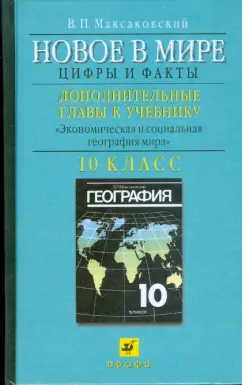 В. П. Максаковский
НОВОЕ В МИРЕ
ЦИФРЫ И ФАКТЫ
ДОПОЛНИТЕЛЬНЫЕ
ГЛАВЫ К УЧЕБНИКУ
«Экономическая и социальная
география мира»
10 КЛАСС
ГЕОГРАФИЯ
10
ДРОФА